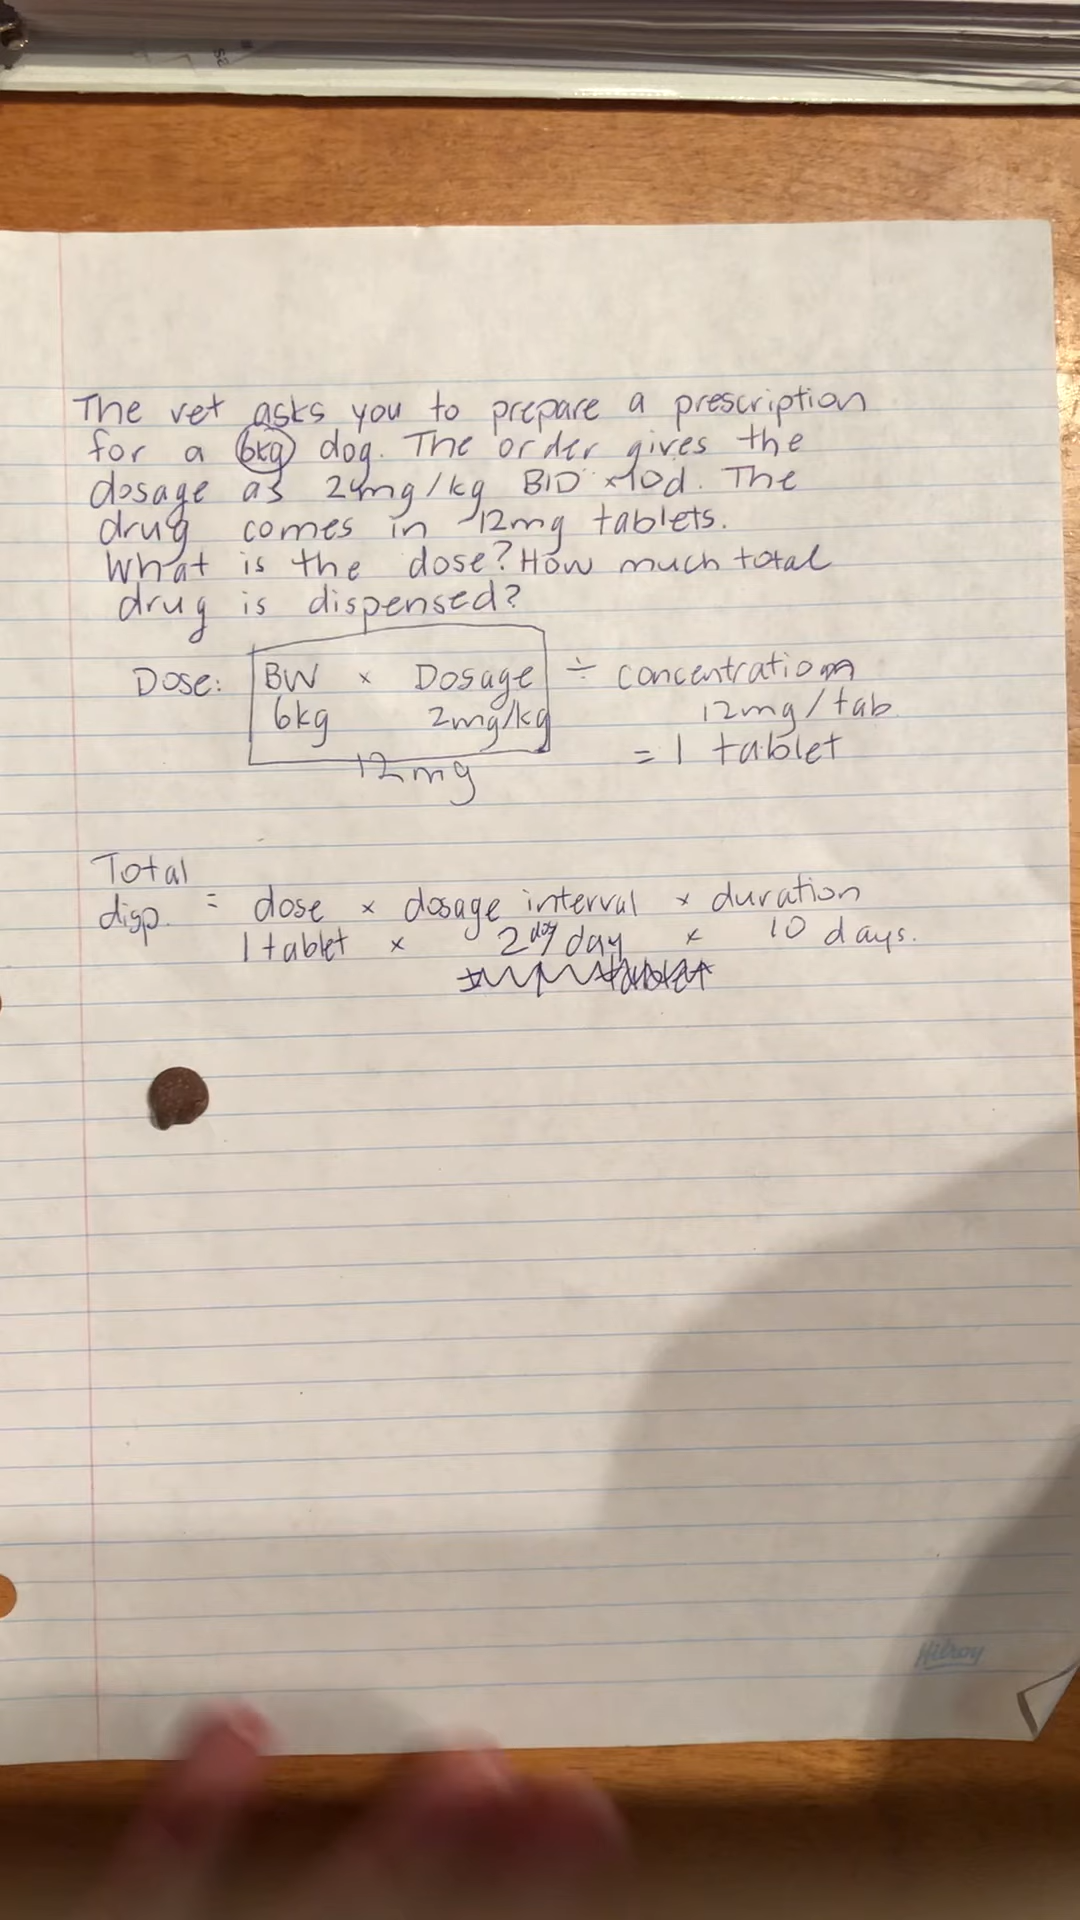 The vet asks you to prepare a prescription
for a 6kg dog. The order gives the
dosage as 2mg/kg BID x10d. The
drug comes in 12mg tablets.
What is the dose? How much total
drug is dispensed?
Dose: BW x Dosage ÷ concentration
6kg 2mg/kg 12mg/tab
12mg = 1 tablet
Total
disp. = dose x dosage interval x duration
1 tablet x 2 day x 10 days.
Hilroy